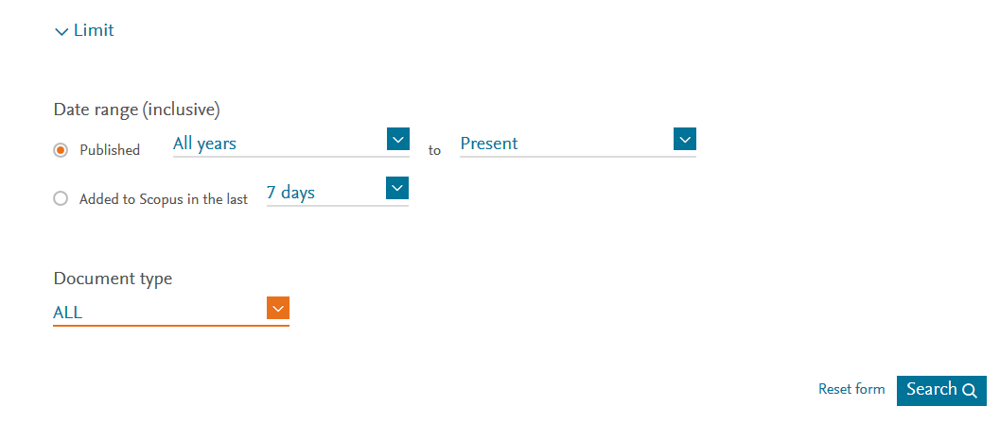 Limit
Date range (inclusive)
Published All years to Present
Added to Scopus in the last 7 days
Document type
ALL
Reset form Search